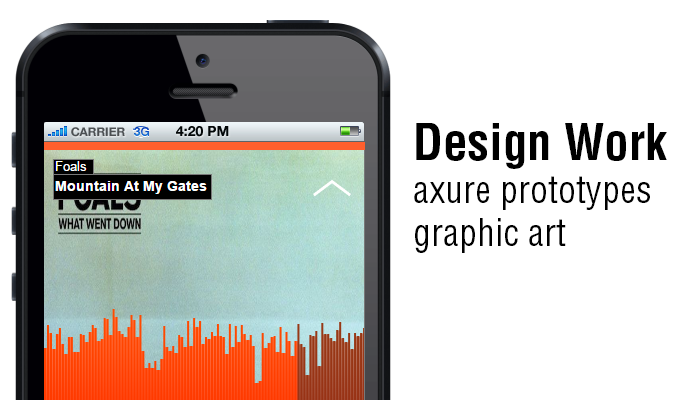 CARRIER 3G 4:20 PM
Foals
Mountain At My Gates
FOALS
WHAT WENT DOWN
Design Work
axure prototypes
graphic art